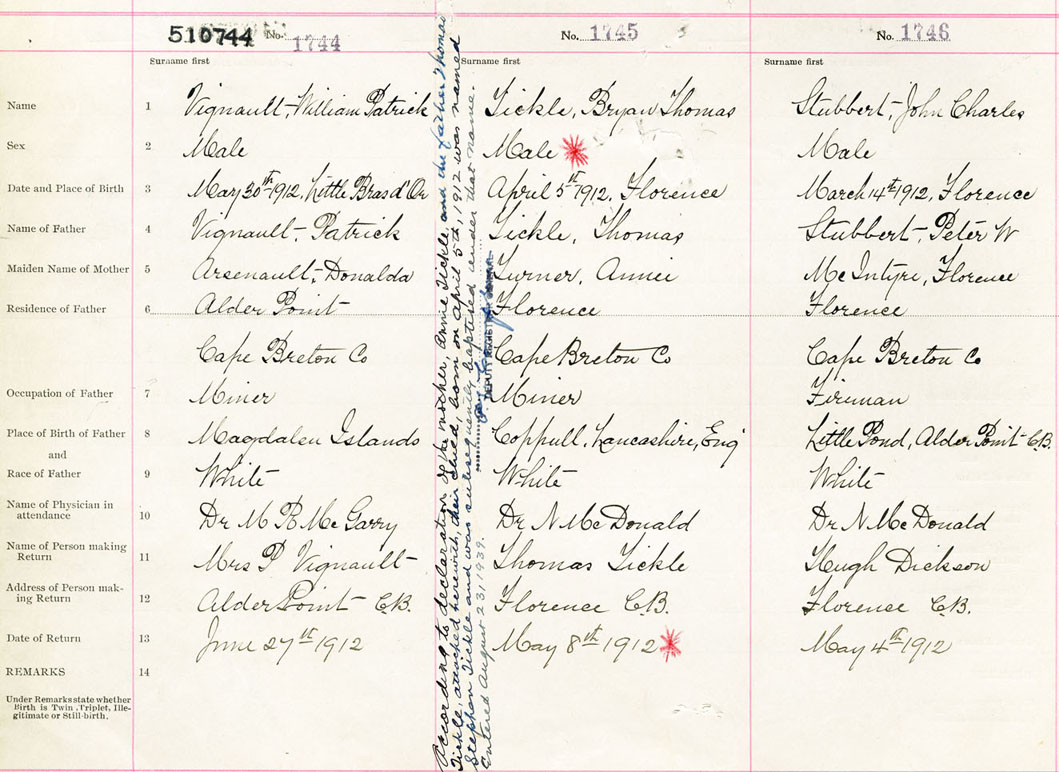 510744 No. 1744 No. 1745 No. 1746
Surname first Surname first Surname first
Name 1 Vignault, William Patrick Tickle, Bryan Thomas Stubbert, John Charles
Sex 2 Male Male Male
Date and Place of Birth 3 May 30th 1912, Little Bras d'Or April 5th 1912, Florence March 14th 1912, Florence
Name of Father 4 Vignault, Patrick Tickle, Thomas Stubbert, Peter W
Maiden Name of Mother 5 Arsenault, Donalda Turner, Annie McIntyre, Florence
Residence of Father 6 Alder Point Florence Florence
Cape Breton Co Cape Breton Co Cape Breton Co
Occupation of Father 7 Miner Miner Fireman
Place of Birth of Father 8 Magdalen Islands Coppull, Lancashire, Eng Little Pond, Alder Point C.B.
and
Race of Father 9 White White White
Name of Physician in
attendance 10 Dr M B McGarry Dr N McDonald Dr N McDonald
Name of Person making
Return 11 Mrs P Vignault Thomas Tickle Hugh Dickson
Address of Person mak-
ing Return 12 Alder Point C.B. Florence C.B. Florence C.B.
Date of Return 13 June 27th 1912 May 8th 1912 May 4th 1912
REMARKS 14
Under Remarks state whether
Birth is Twin, Triplet, Ille-
gitimate or Still-birth.
According to declaration of the mother, Annie Tickle, and the father Thomas
Tickle, attached herewith, their child, born on April 5th, 1912 was named
Stephen Tickle and was subsequently baptised under that name.
Entered August 23, 1939.
DEPUTY REGISTRAR GENERAL